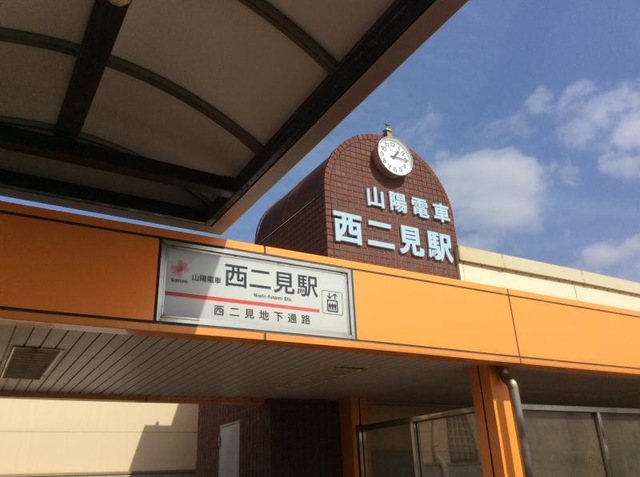 山陽電車
西二見駅
Sanyo
山陽電車 西二見駅
Nishi-futami Sta.
西二見地下通路